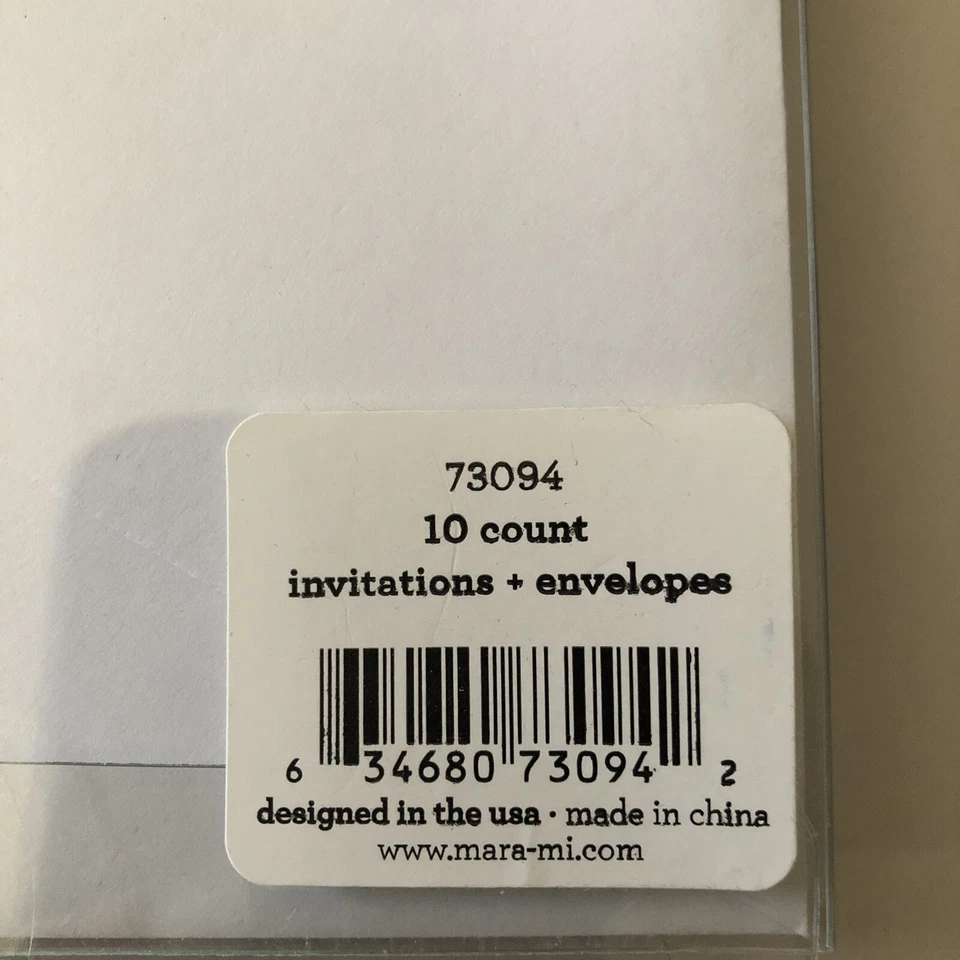 73094
10 count
invitations + envelopes
6 34680 73094 2
designed in the usa · made in china
www.mara-mi.com